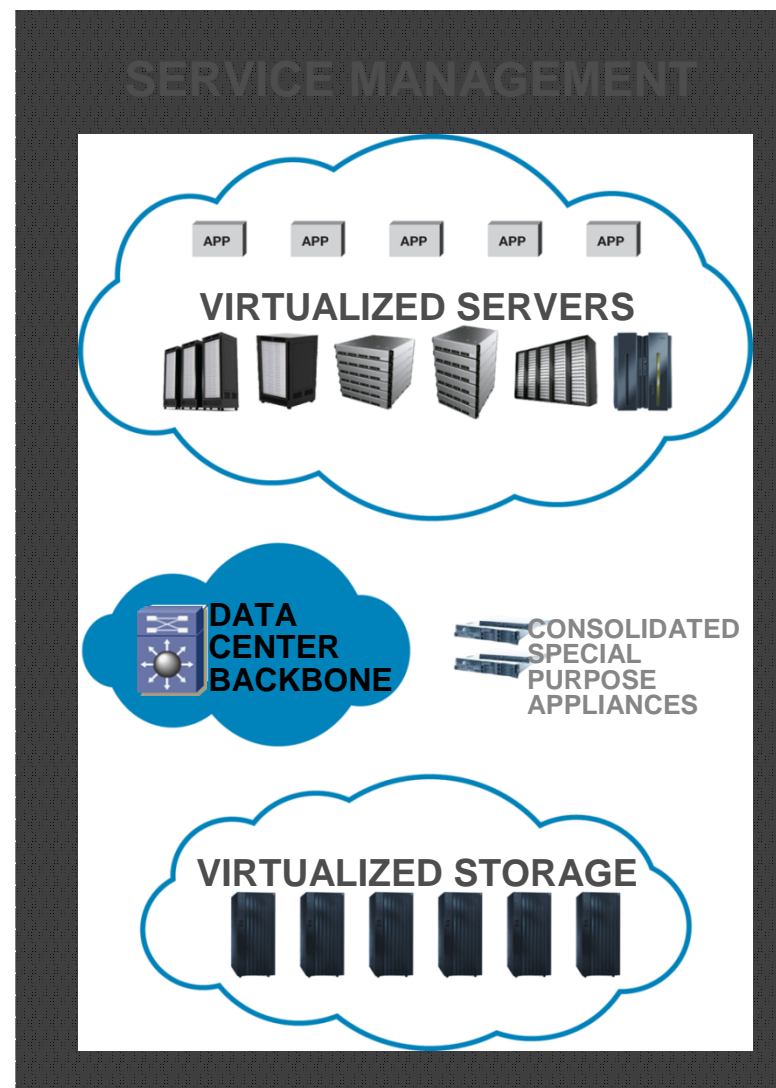 SERVICE MANAGEMENT
APP APP APP APP APP
VIRTUALIZED SERVERS
DATA
CENTER
BACKBONE
CONSOLIDATED
SPECIAL
PURPOSE
APPLIANCES
VIRTUALIZED STORAGE